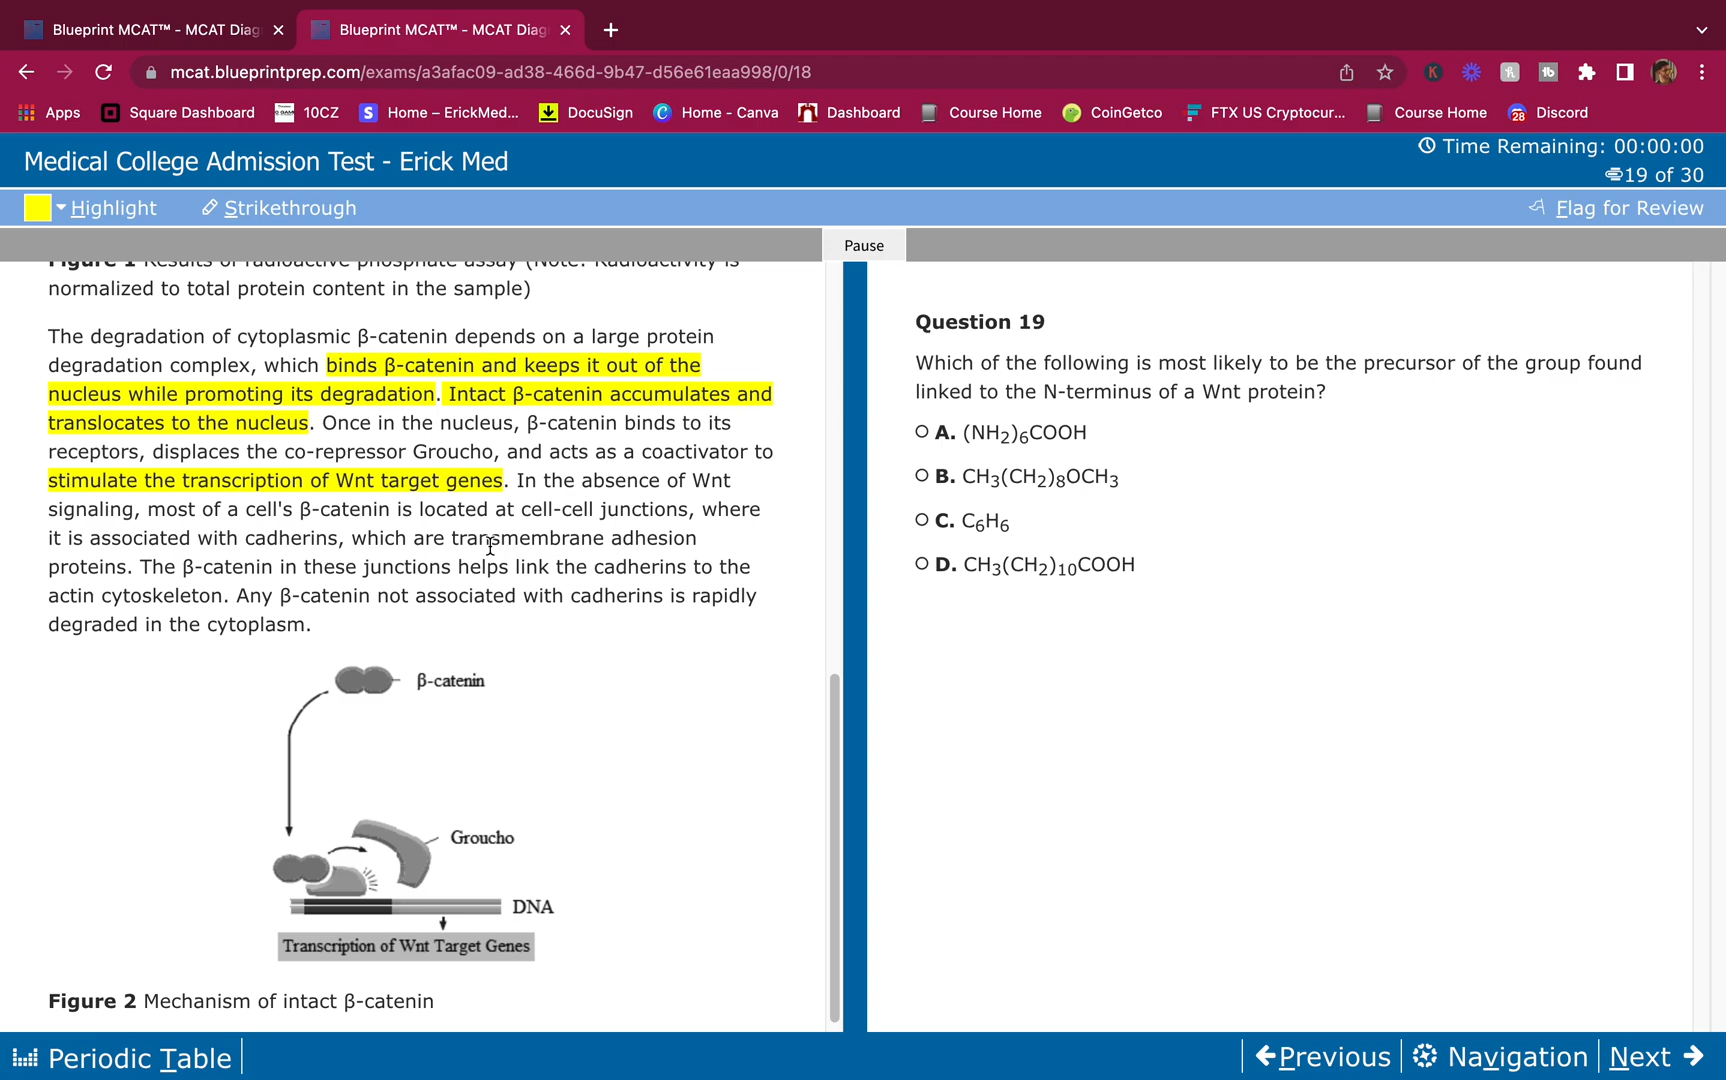 Blueprint MCAT™ - MCAT Diag
Blueprint MCAT™ - MCAT Diag
mcat.blueprintprep.com/exams/a3afac09-ad38-466d-9b47-d56e61eaa998/0/18
Apps
Square Dashboard
10CZ
Home – ErickMed...
DocuSign
Home - Canva
Dashboard
Course Home
CoinGetco
FTX US Cryptocur...
Course Home
28
Discord
Medical College Admission Test - Erick Med
Time Remaining: 00:00:00
19 of 30
Highlight
Strikethrough
Flag for Review
Pause
Figure 1 Results of radioactive phosphate assay (Note: Radioactivity is
normalized to total protein content in the sample)
The degradation of cytoplasmic β-catenin depends on a large protein
degradation complex, which binds β-catenin and keeps it out of the
nucleus while promoting its degradation. Intact β-catenin accumulates and
translocates to the nucleus. Once in the nucleus, β-catenin binds to its
receptors, displaces the co-repressor Groucho, and acts as a coactivator to
stimulate the transcription of Wnt target genes. In the absence of Wnt
signaling, most of a cell's β-catenin is located at cell-cell junctions, where
it is associated with cadherins, which are transmembrane adhesion
proteins. The β-catenin in these junctions helps link the cadherins to the
actin cytoskeleton. Any β-catenin not associated with cadherins is rapidly
degraded in the cytoplasm.
β-catenin
Groucho
DNA
Transcription of Wnt Target Genes
Figure 2 Mechanism of intact β-catenin
Question 19
Which of the following is most likely to be the precursor of the group found
linked to the N-terminus of a Wnt protein?
A. (NH₂)₆COOH
B. CH₃(CH₂)₈OCH₃
C. C₆H₆
D. CH₃(CH₂)₁₀COOH
Periodic Table
Previous
Navigation
Next